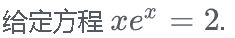 给定方程 $xe^x = 2$.